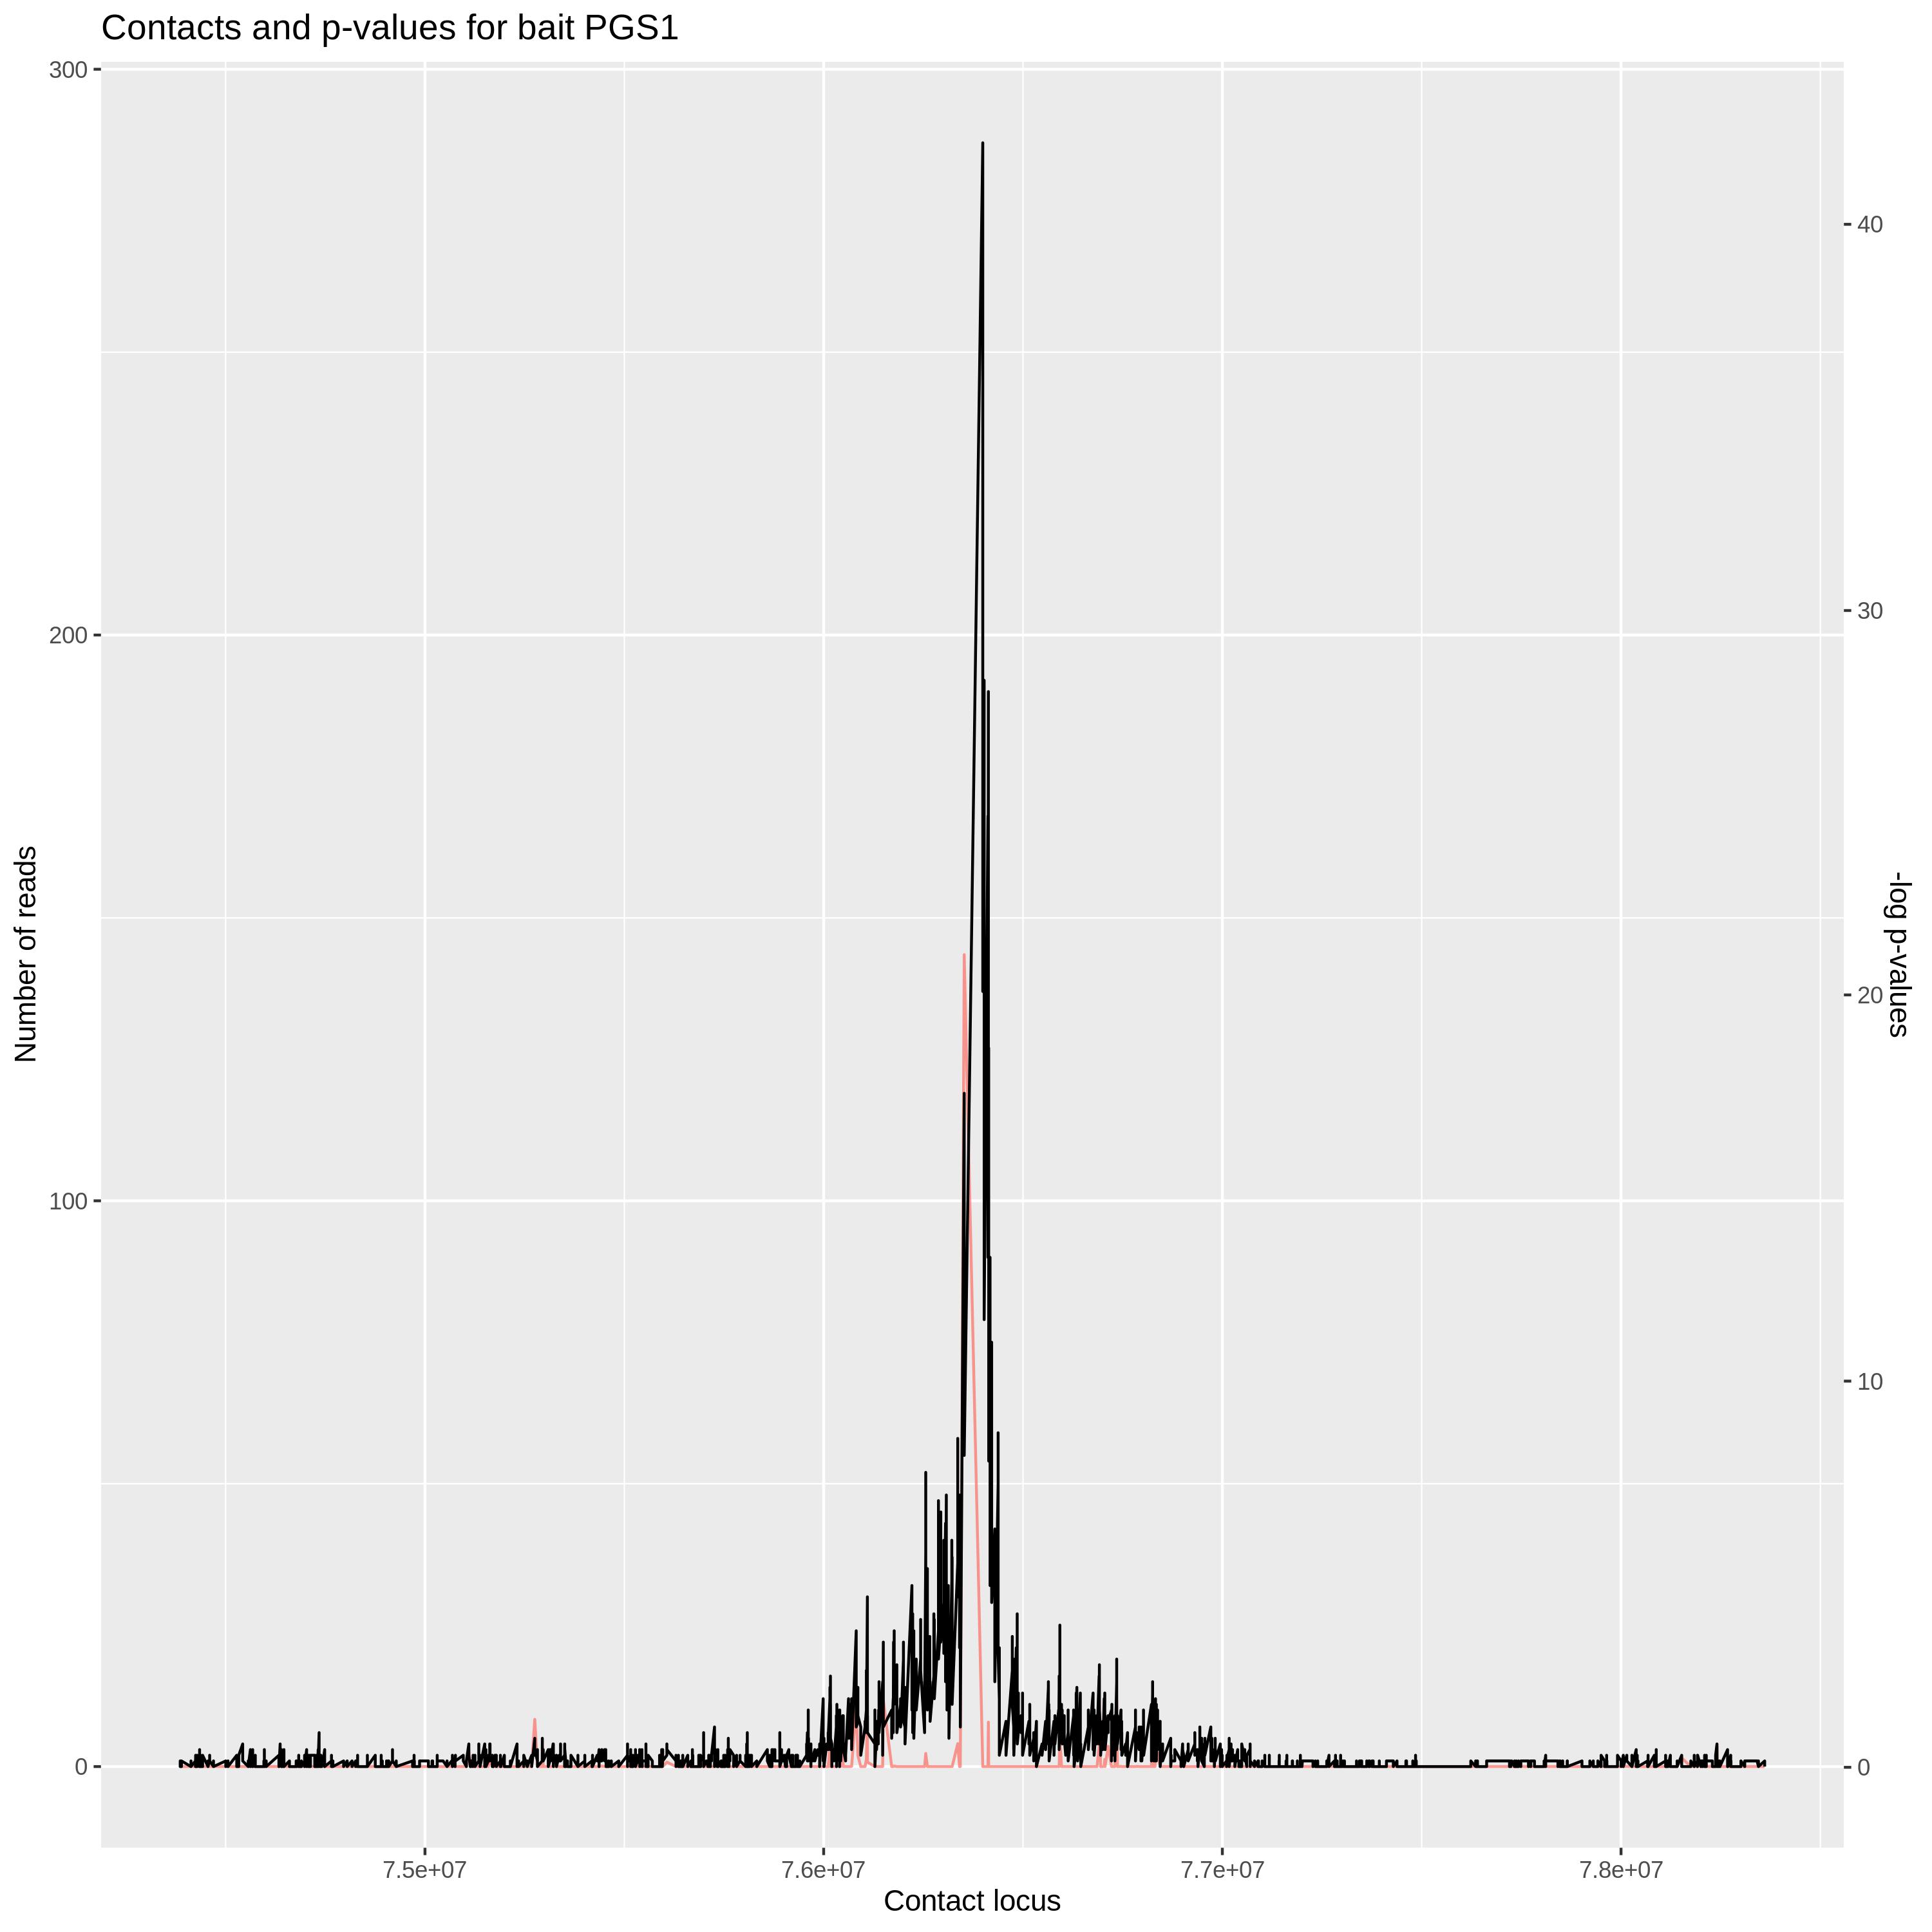 Contacts and p-values for bait PGS1
300
200
100
0
Number of reads
40
30
20
10
0
-log p-values
7.5e+07
7.6e+07
7.7e+07
7.8e+07
Contact locus